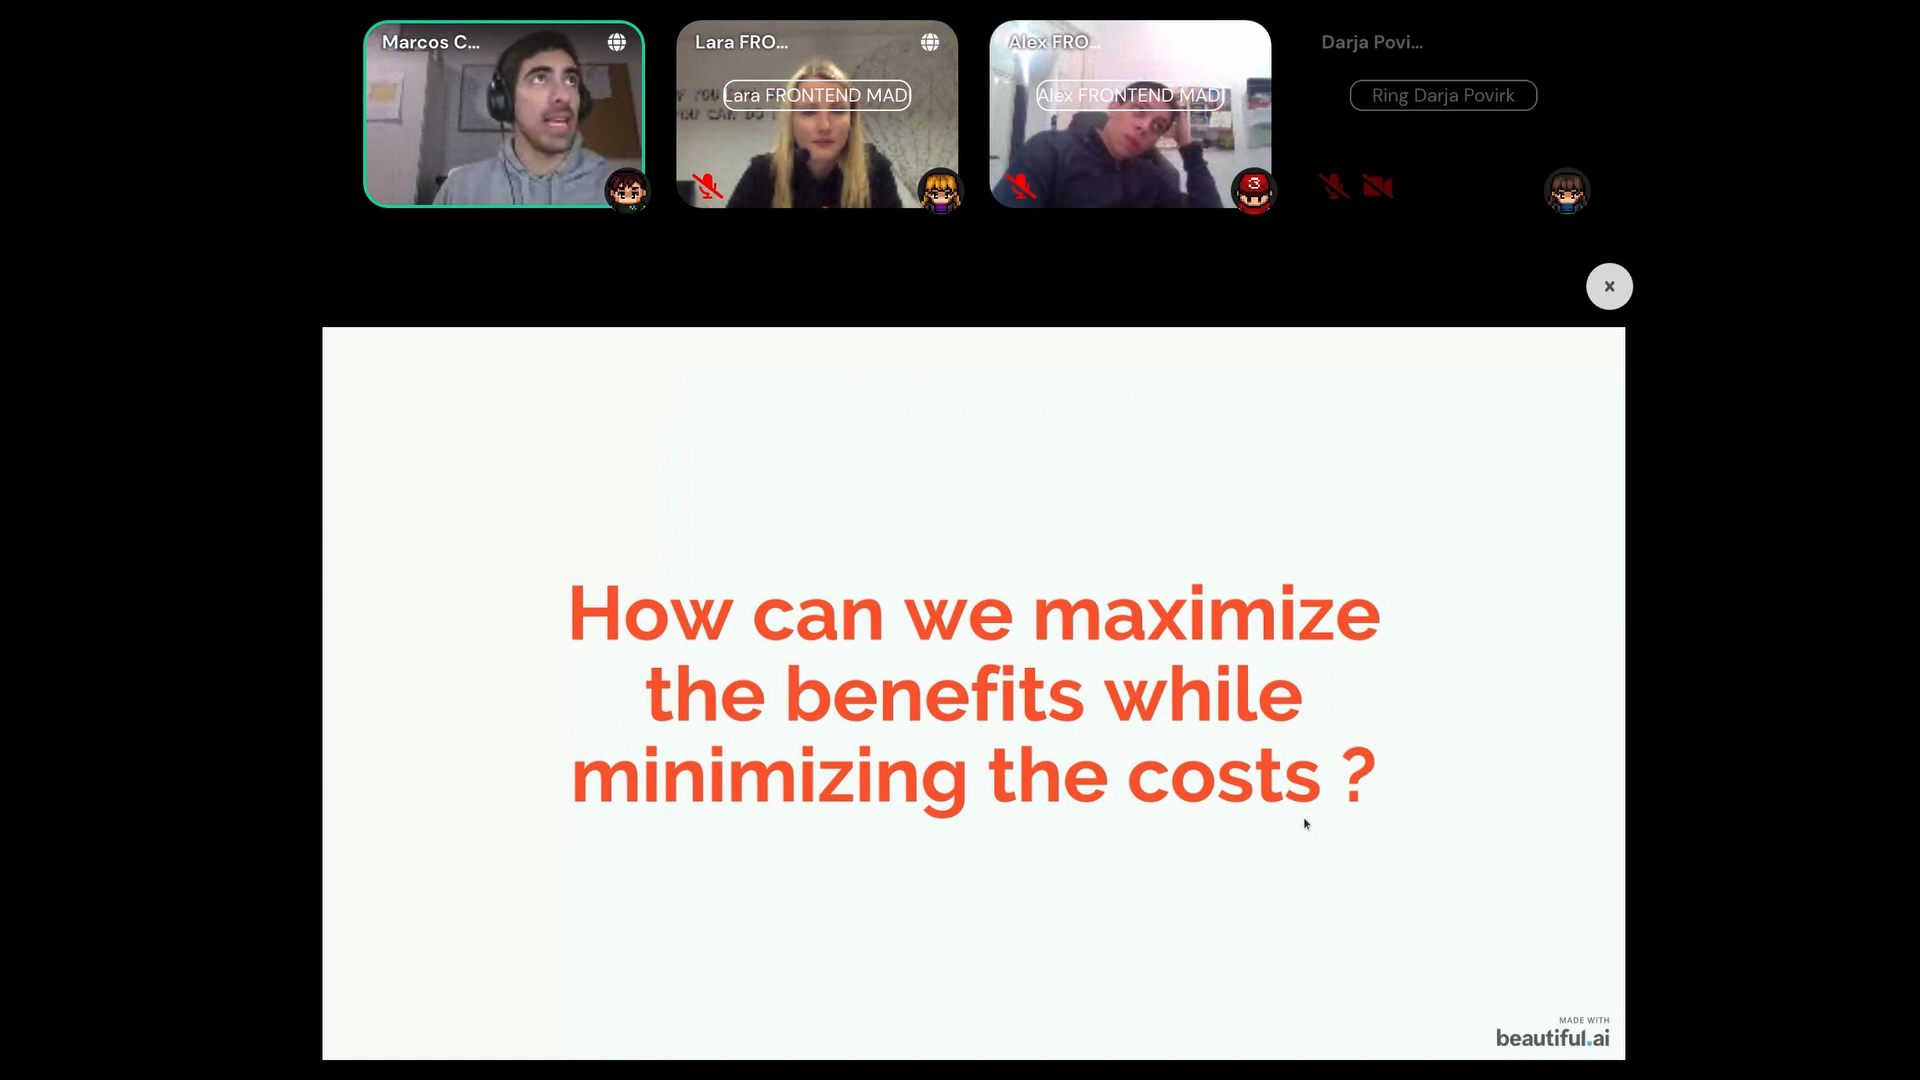 Marcos C...
Lara FRO...
Alex FRO...
Darja Povi...
Lara FRONTEND MAD
Alex FRONTEND MAD
Ring Darja Povirk
3
x
How can we maximize
the benefits while
minimizing the costs ?
MADE WITH
beautiful.ai